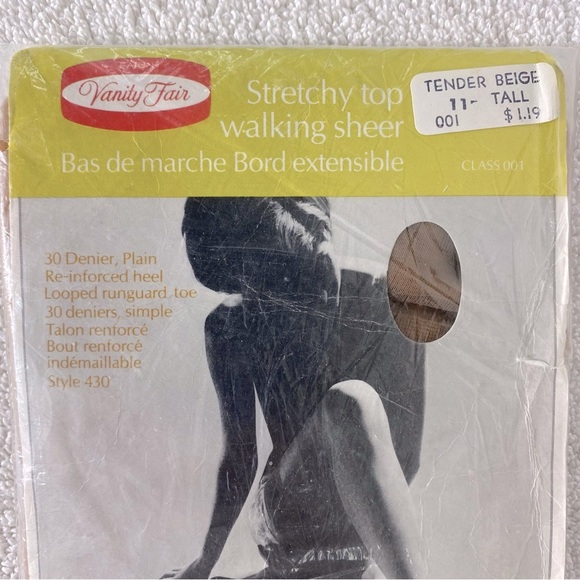 EATON
Vanity Fair
Stretchy top
walking sheer
Bas de marche Bord extensible
CLASS 001
TENDER BEIGE
11- TALL
001 $1.19
30 Denier, Plain
Re-inforced heel
Looped runguard toe
30 deniers, simple
Talon renforcé
Bout renforcé
indémaillable
Style 430